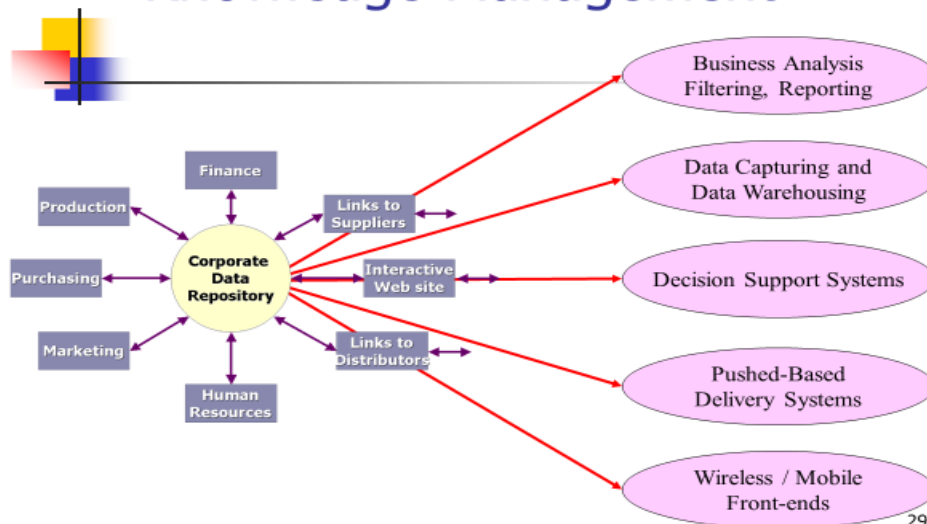 Knowledge Management
Business Analysis
Filtering, Reporting
Finance
Data Capturing and
Data Warehousing
Production
Links to
Suppliers
Purchasing
Corporate
Data
Repository
Interactive
Web site
Decision Support Systems
Marketing
Links to
Distributors
Human
Resources
Pushed-Based
Delivery Systems
Wireless / Mobile
Front-ends
29